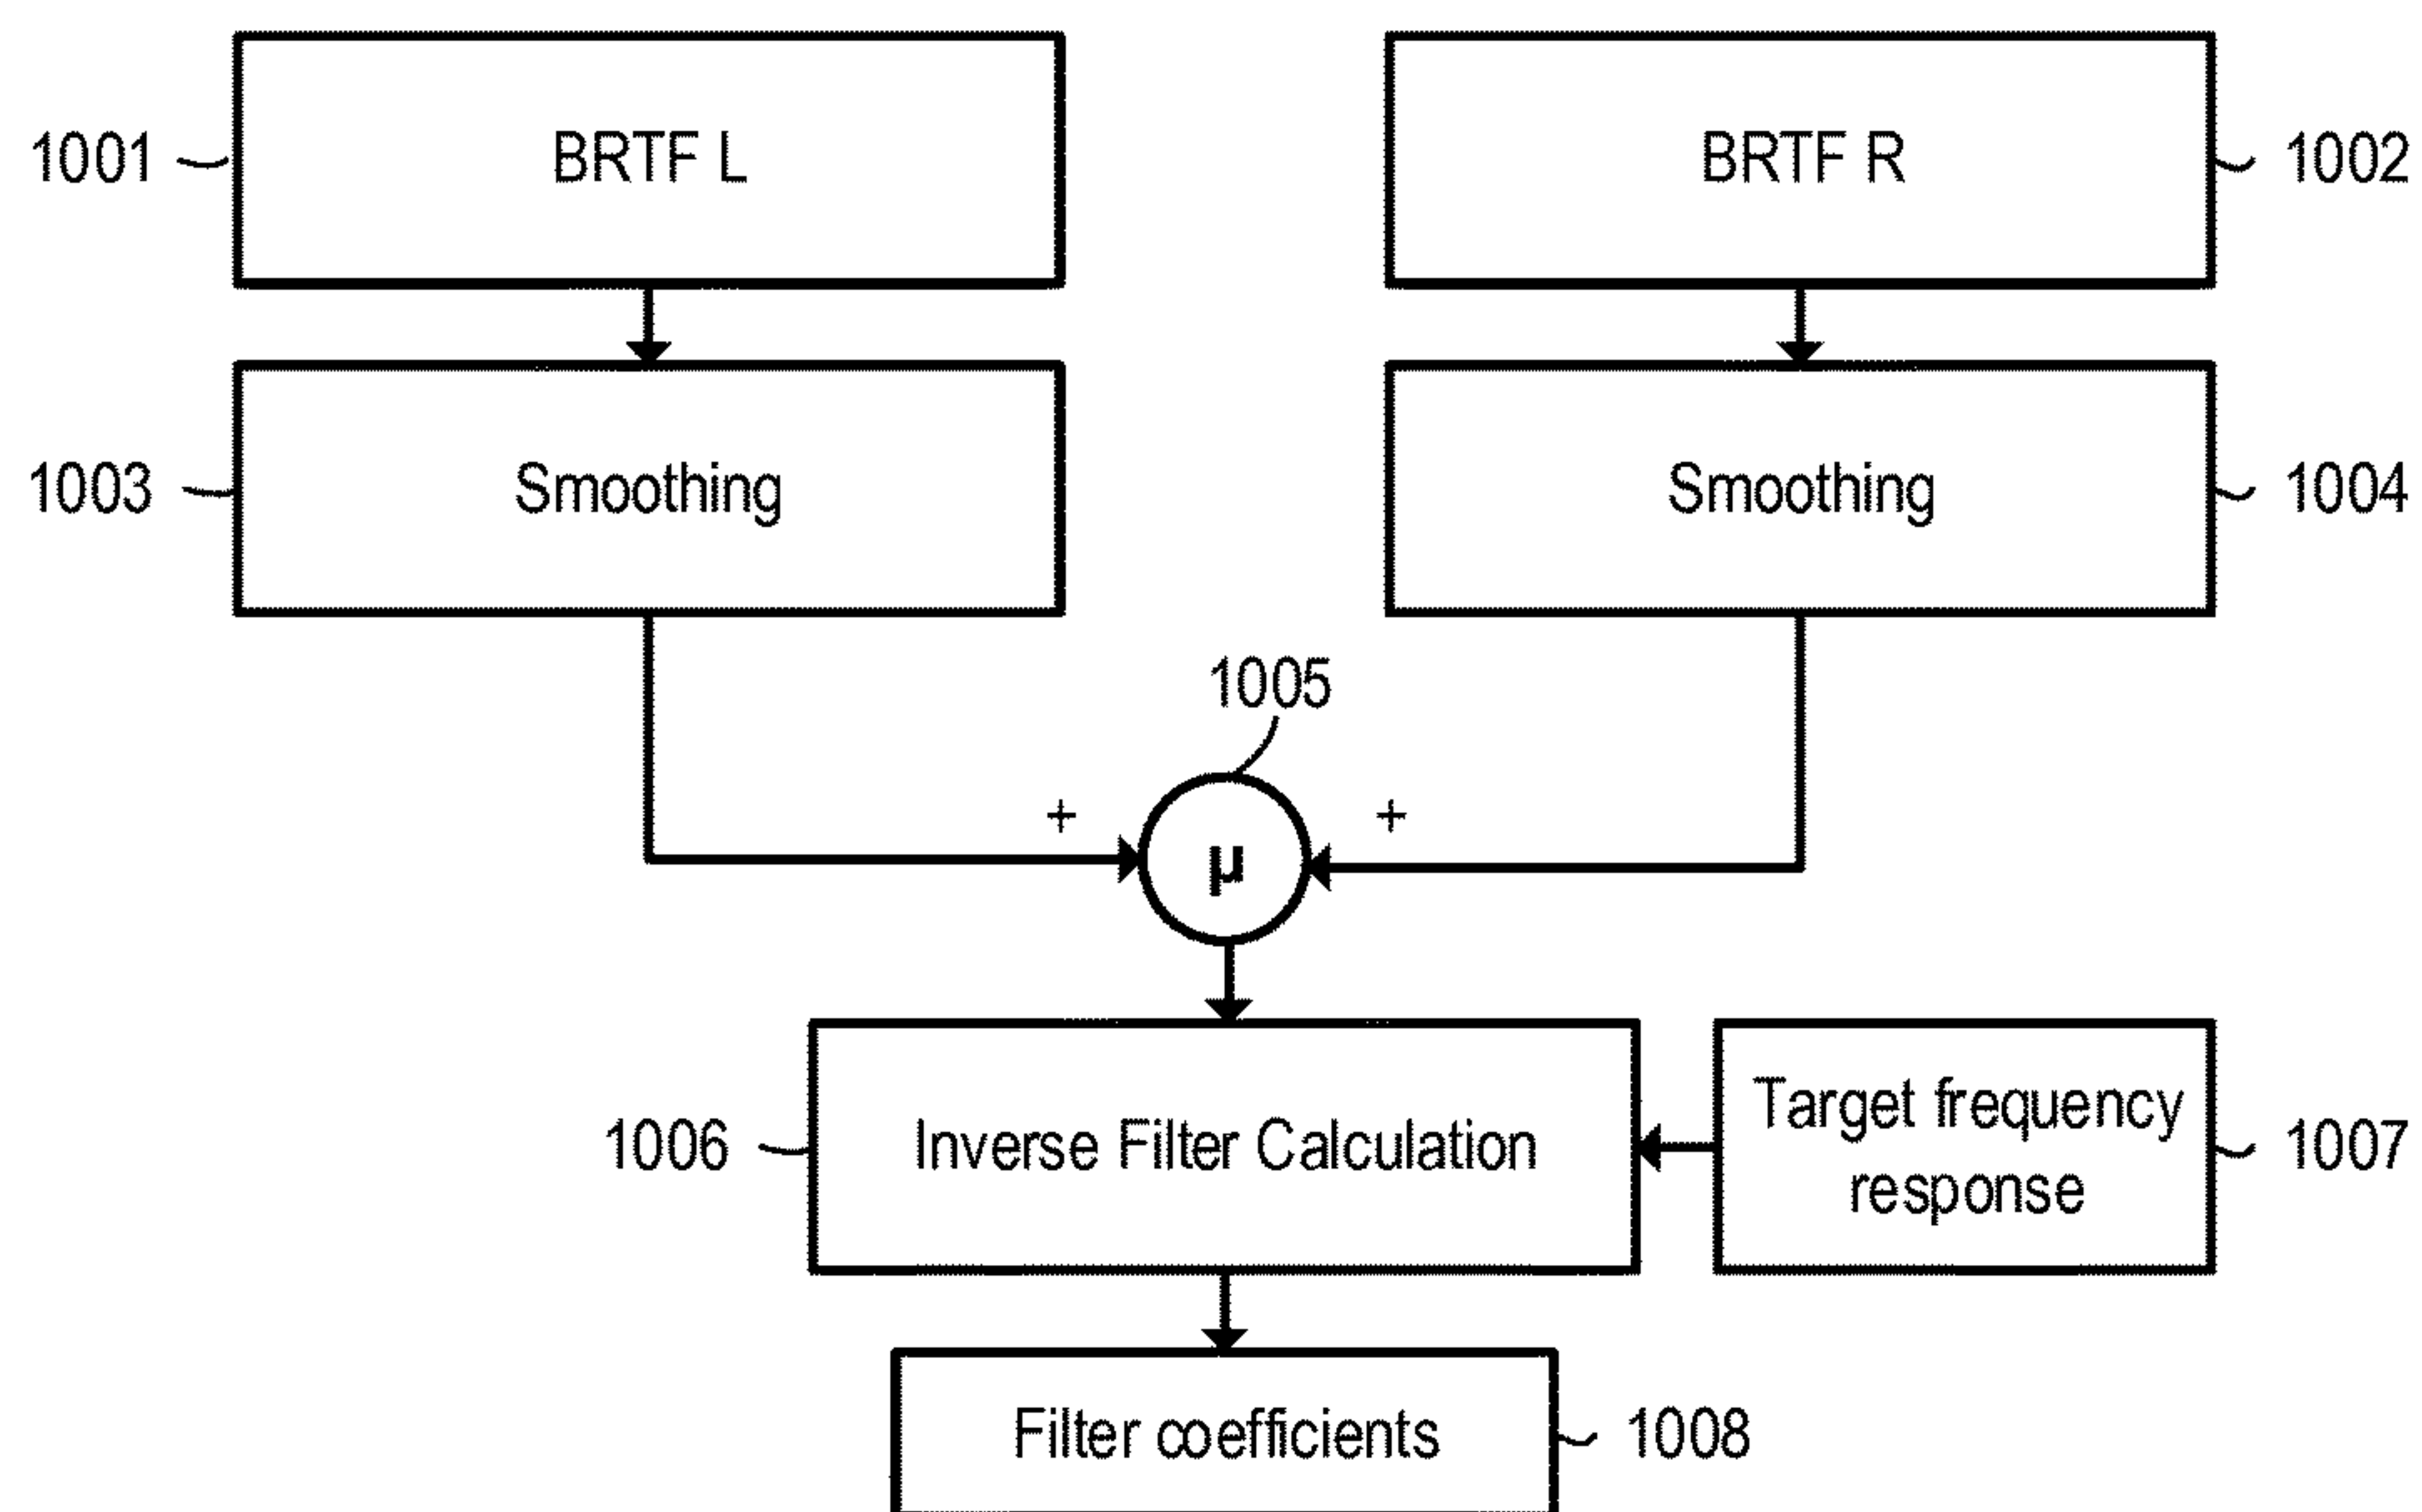 1001 BRTF L BRTF R 1002
1003 Smoothing Smoothing 1004
1005
+ +
μ
1006 Inverse Filter Calculation Target frequency
response 1007
Filter coefficients 1008